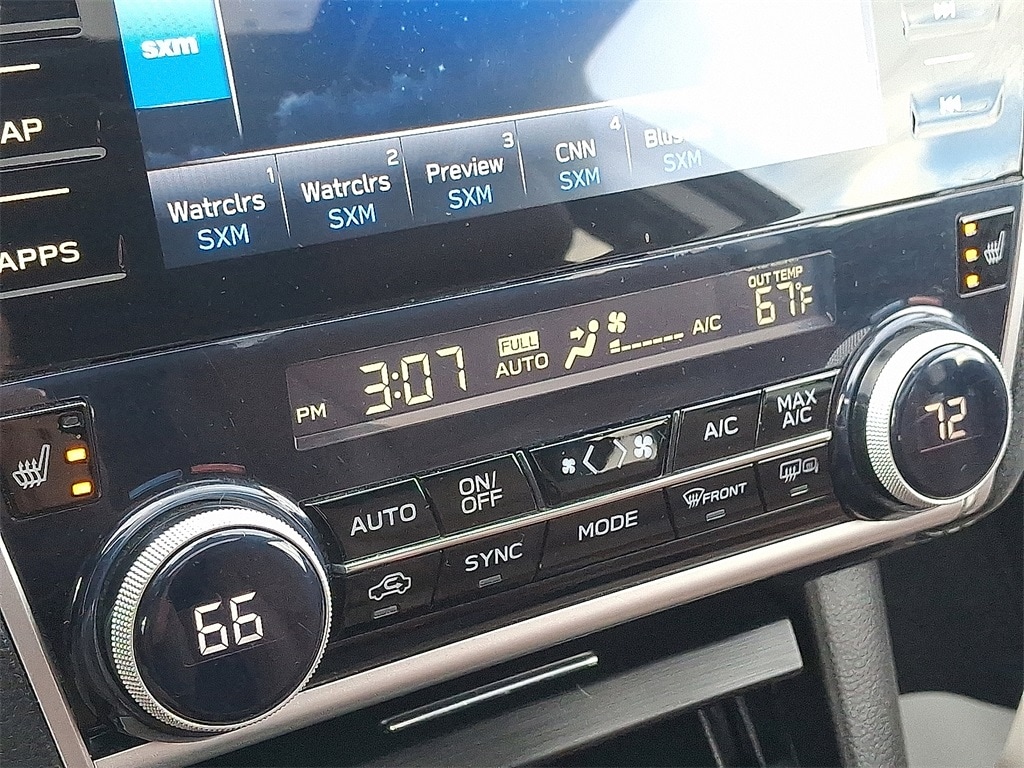 sxm
AP
APPS
1
Watrclrs
SXM
2
Watrclrs
SXM
3
Preview
SXM
4
CNN
SXM
SXM
PM 3:07
FULL
AUTO
A/C
OUT TEMP
67°F
AUTO
ON/
OFF
A/C
MAX
A/C
SYNC
MODE
FRONT
66
72